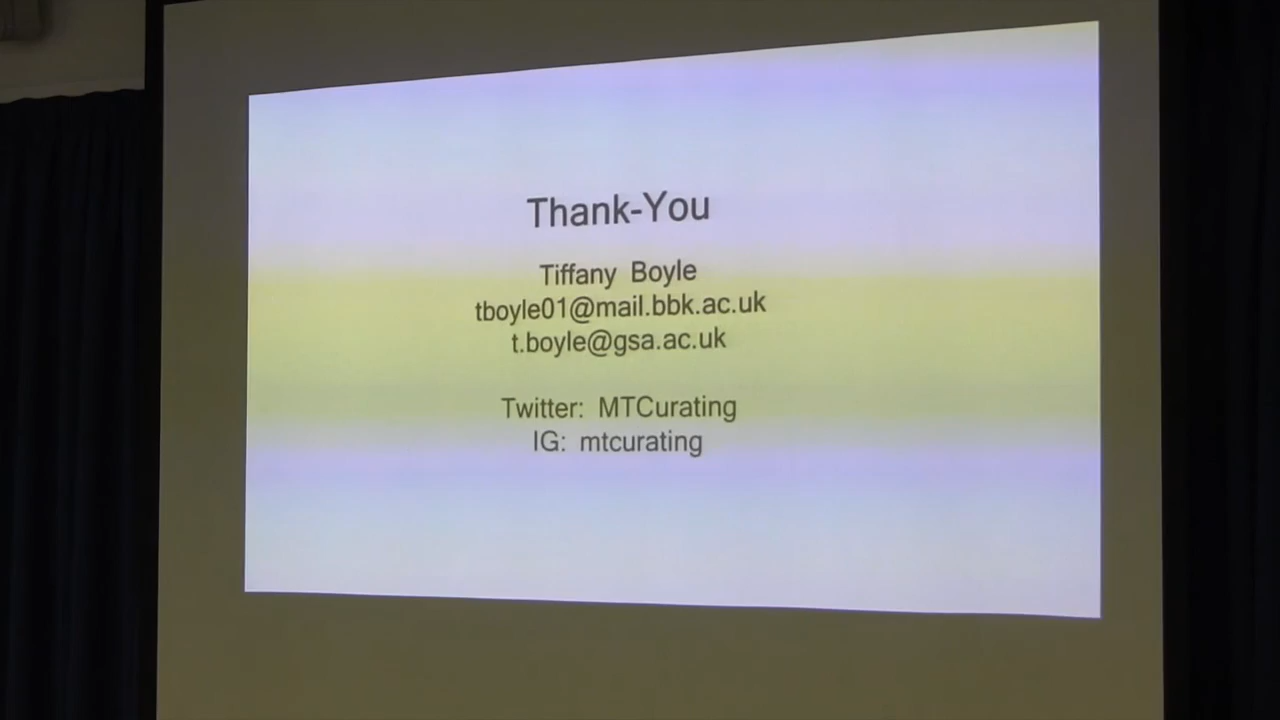 Thank-You
Tiffany Boyle
tboyle01@mail.bbk.ac.uk
t.boyle@gsa.ac.uk
Twitter: MTCurating
IG: mtcurating